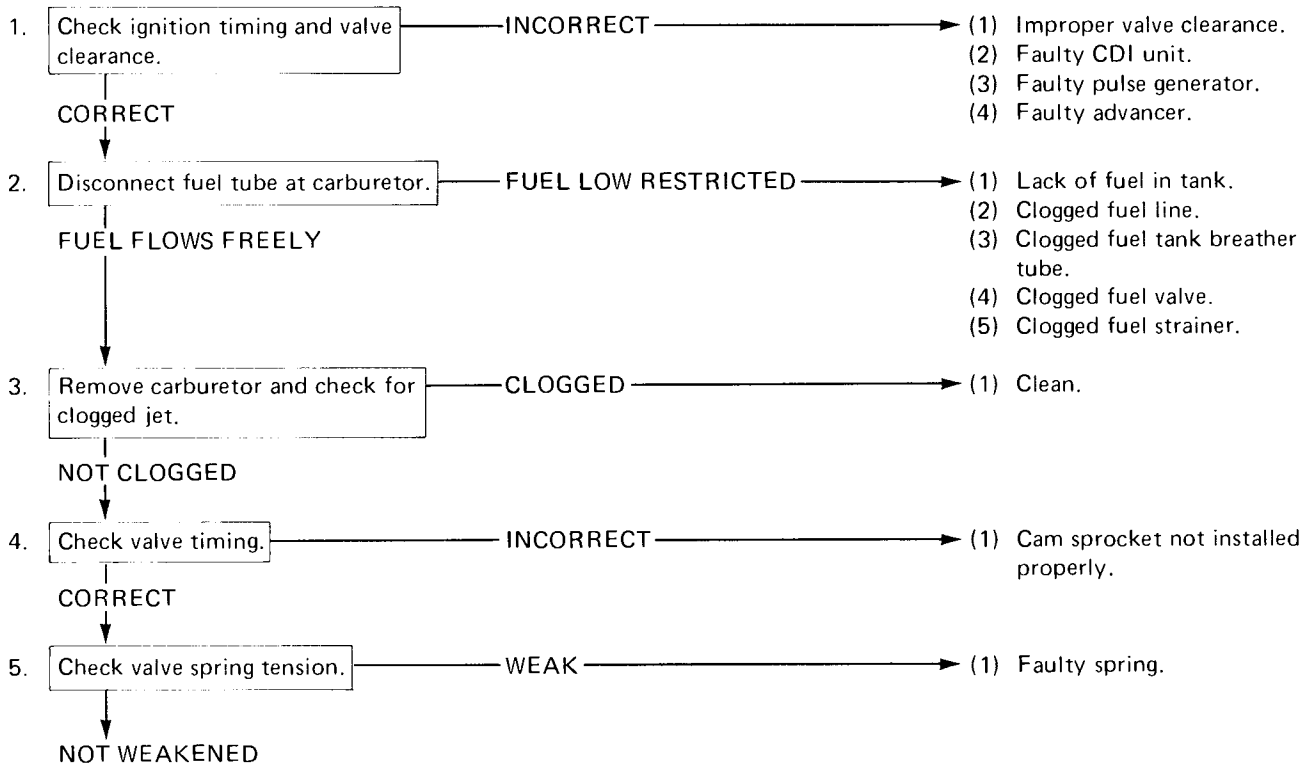 1. Check ignition timing and valve clearance.
INCORRECT
(1) Improper valve clearance.
(2) Faulty CDI unit.
(3) Faulty pulse generator.
(4) Faulty advancer.
CORRECT
2. Disconnect fuel tube at carburetor.
FUEL LOW RESTRICTED
(1) Lack of fuel in tank.
(2) Clogged fuel line.
(3) Clogged fuel tank breather
tube.
(4) Clogged fuel valve.
(5) Clogged fuel strainer.
FUEL FLOWS FREELY
3. Remove carburetor and check for
clogged jet.
CLOGGED
(1) Clean.
NOT CLOGGED
4. Check valve timing.
INCORRECT
(1) Cam sprocket not installed
properly.
CORRECT
5. Check valve spring tension.
WEAK
(1) Faulty spring.
NOT WEAKENED